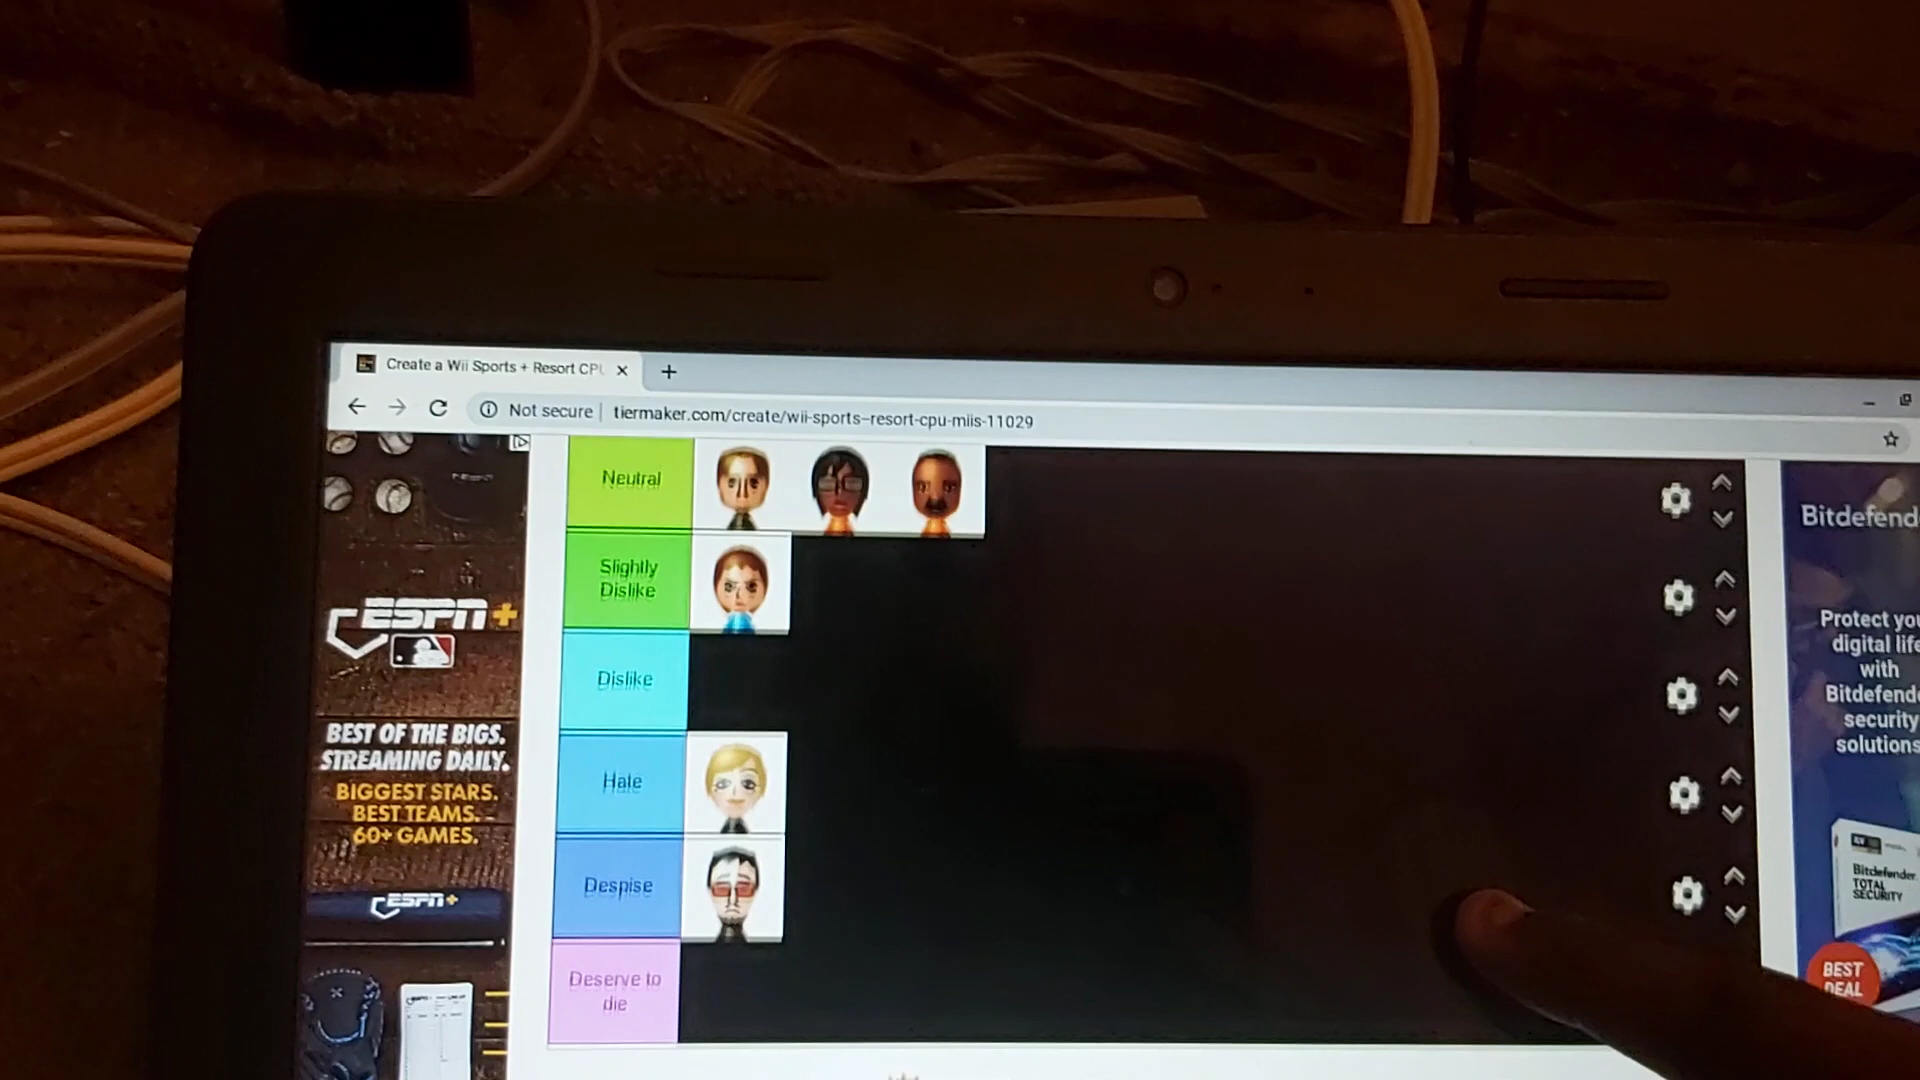 Create a Wii Sports + Resort CPU
Not secure | tiermaker.com/create/wii-sports--resort-cpu-miis-11029
Neutral
Slightly
Dislike
Dislike
Hate
Despise
Deserve to
die
ESPN+
BEST OF THE BIGS.
STREAMING DAILY.
BIGGEST STARS.
BEST TEAMS.
60+ GAMES.
ESPN+
Bitdefend
Protect you
digital life
with
Bitdefende
security
solutions
Bitdefender
TOTAL
SECURITY
BEST
DEAL